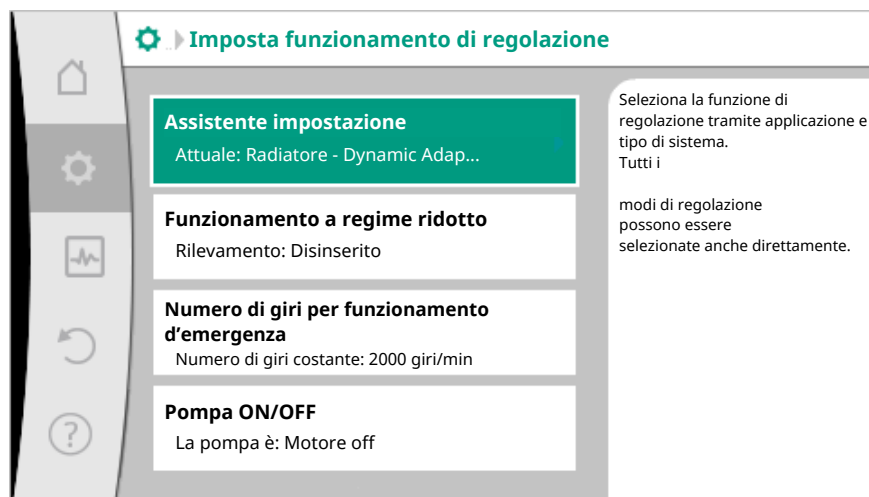 Imposta funzionamento di regolazione
Assistente impostazione
Attuale: Radiatore - Dynamic Adap...
Funzionamento a regime ridotto
Rilevamento: Disinserito
Numero di giri per funzionamento
d’emergenza
Numero di giri costante: 2000 giri/min
Pompa ON/OFF
La pompa è: Motore off
Seleziona la funzione di
regolazione tramite applicazione e
tipo di sistema.
Tutti i
modi di regolazione
possono essere
selezionate anche direttamente.
?